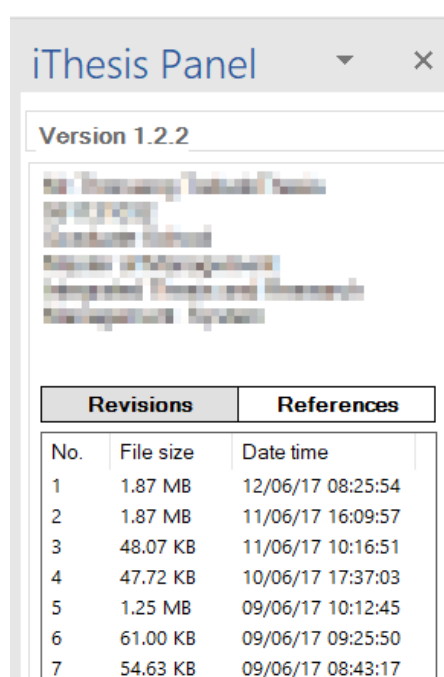 iThesis Panel
Version 1.2.2
Revisions References
No. File size Date time
1 1.87 MB 12/06/17 08:25:54
2 1.87 MB 11/06/17 16:09:57
3 48.07 KB 11/06/17 10:16:51
4 47.72 KB 10/06/17 17:37:03
5 1.25 MB 09/06/17 10:12:45
6 61.00 KB 09/06/17 09:25:50
7 54.63 KB 09/06/17 08:43:17